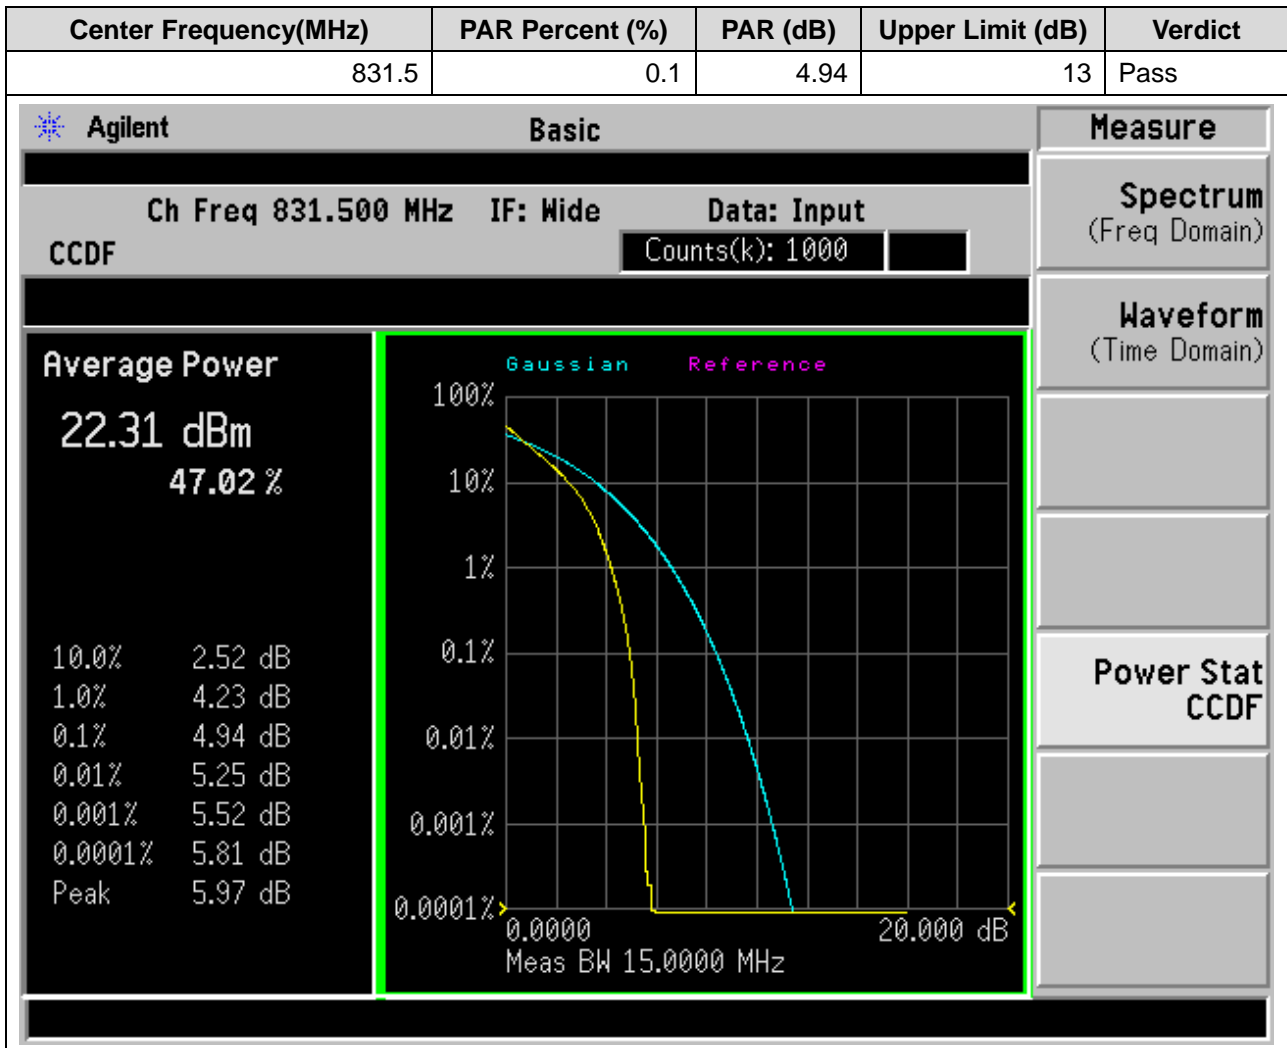 Center Frequency(MHz) PAR Percent (%) PAR (dB) Upper Limit (dB) Verdict
831.5 0.1 4.94 13 Pass
Agilent Basic Measure
Ch Freq 831.500 MHz IF: Wide Data: Input
CCDF Counts(k): 1000
Average Power
22.31 dBm
47.02 %
10.0% 2.52 dB
1.0% 4.23 dB
0.1% 4.94 dB
0.01% 5.25 dB
0.001% 5.52 dB
0.0001% 5.81 dB
Peak 5.97 dB
Gaussian Reference
100%
10%
1%
0.1%
0.01%
0.001%
0.0001%
0.0000 20.000 dB
Meas BW 15.0000 MHz
Spectrum
(Freq Domain)
Waveform
(Time Domain)
Power Stat
CCDF